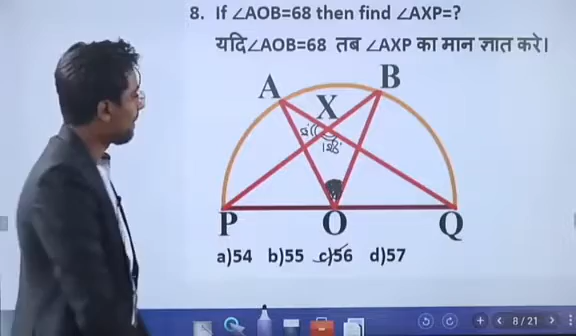 8. If ∠AOB=68 then find ∠AXP=?
यदि∠AOB=68 तब ∠AXP का मान ज्ञात करे।
A
B
X
P
O
Q
a)54 b)55 c)56 d)57
8 / 21